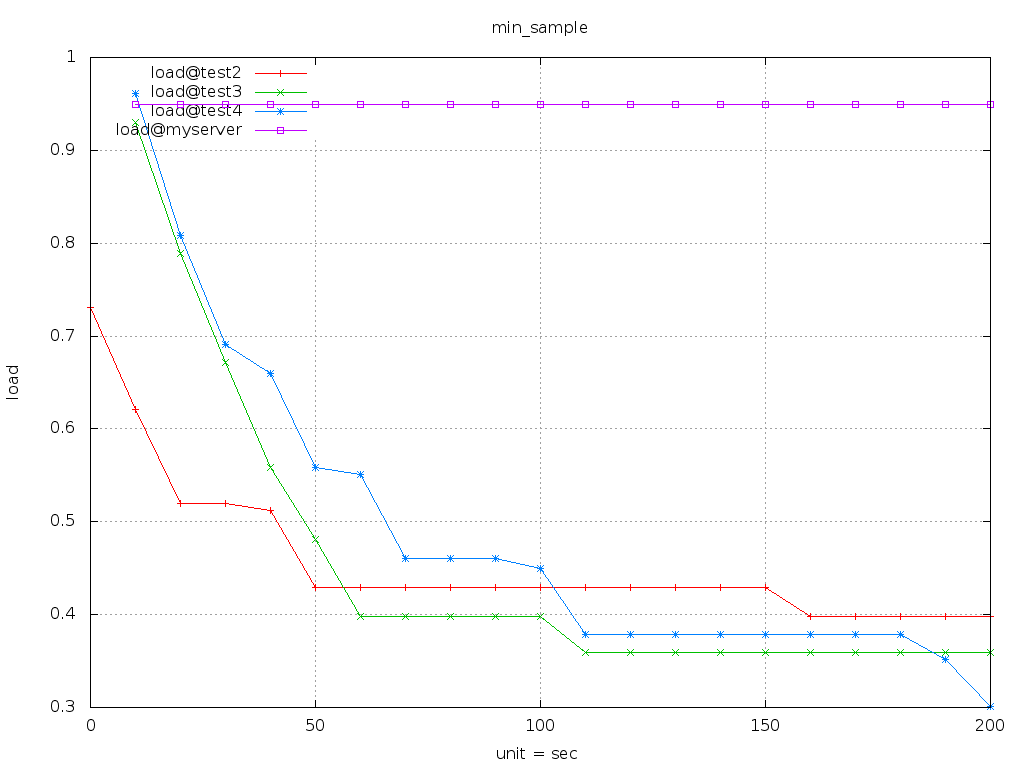 min_sample
1
load@test2
load@test3
load@test4
load@myserver
0.9
0.8
0.7
0.6
0.5
0.4
0.3
load
0 50 100 150 200
unit = sec